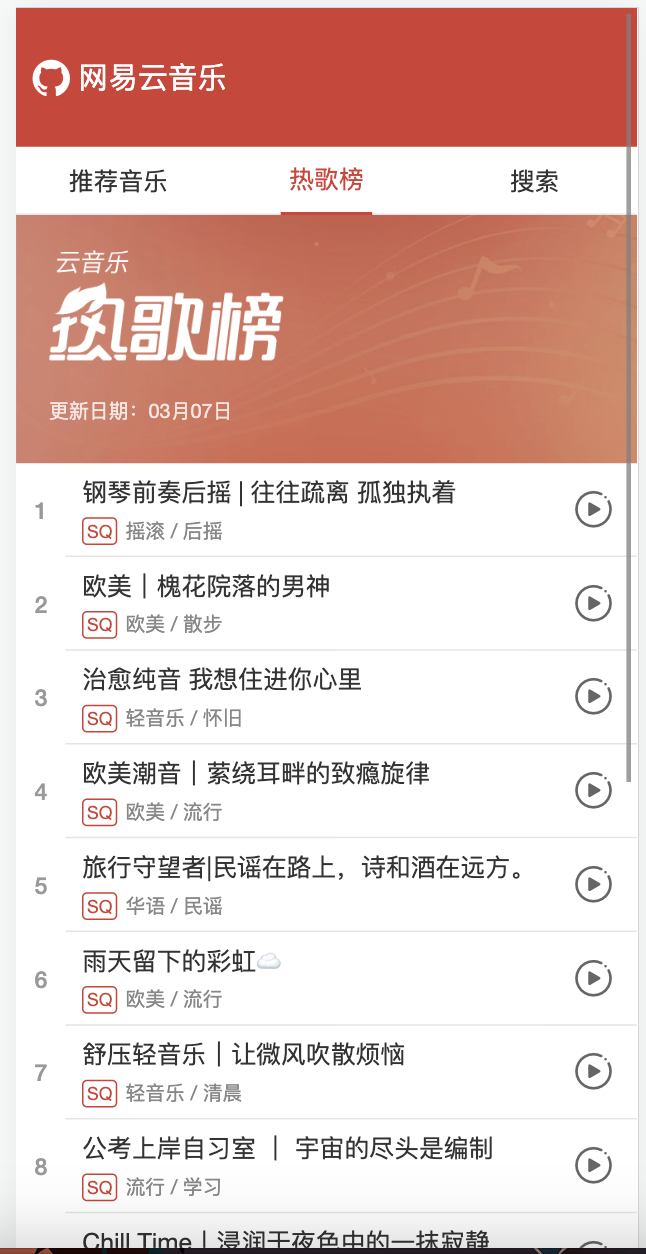 网易云音乐
推荐音乐 热歌榜 搜索
云音乐
热歌榜
更新日期：03月07日
1 钢琴前奏后摇 | 往往疏离 孤独执着
SQ 摇滚 / 后摇
2 欧美｜槐花院落的男神
SQ 欧美 / 散步
3 治愈纯音 我想住进你心里
SQ 轻音乐 / 怀旧
4 欧美潮音｜萦绕耳畔的致瘾旋律
SQ 欧美 / 流行
5 旅行守望者|民谣在路上，诗和酒在远方。
SQ 华语 / 民谣
6 雨天留下的彩虹☁️
SQ 欧美 / 流行
7 舒压轻音乐｜让微风吹散烦恼
SQ 轻音乐 / 清晨
8 公考上岸自习室 ｜ 宇宙的尽头是编制
SQ 流行 / 学习
Chill Time｜浸润于夜色中的一抹寂静